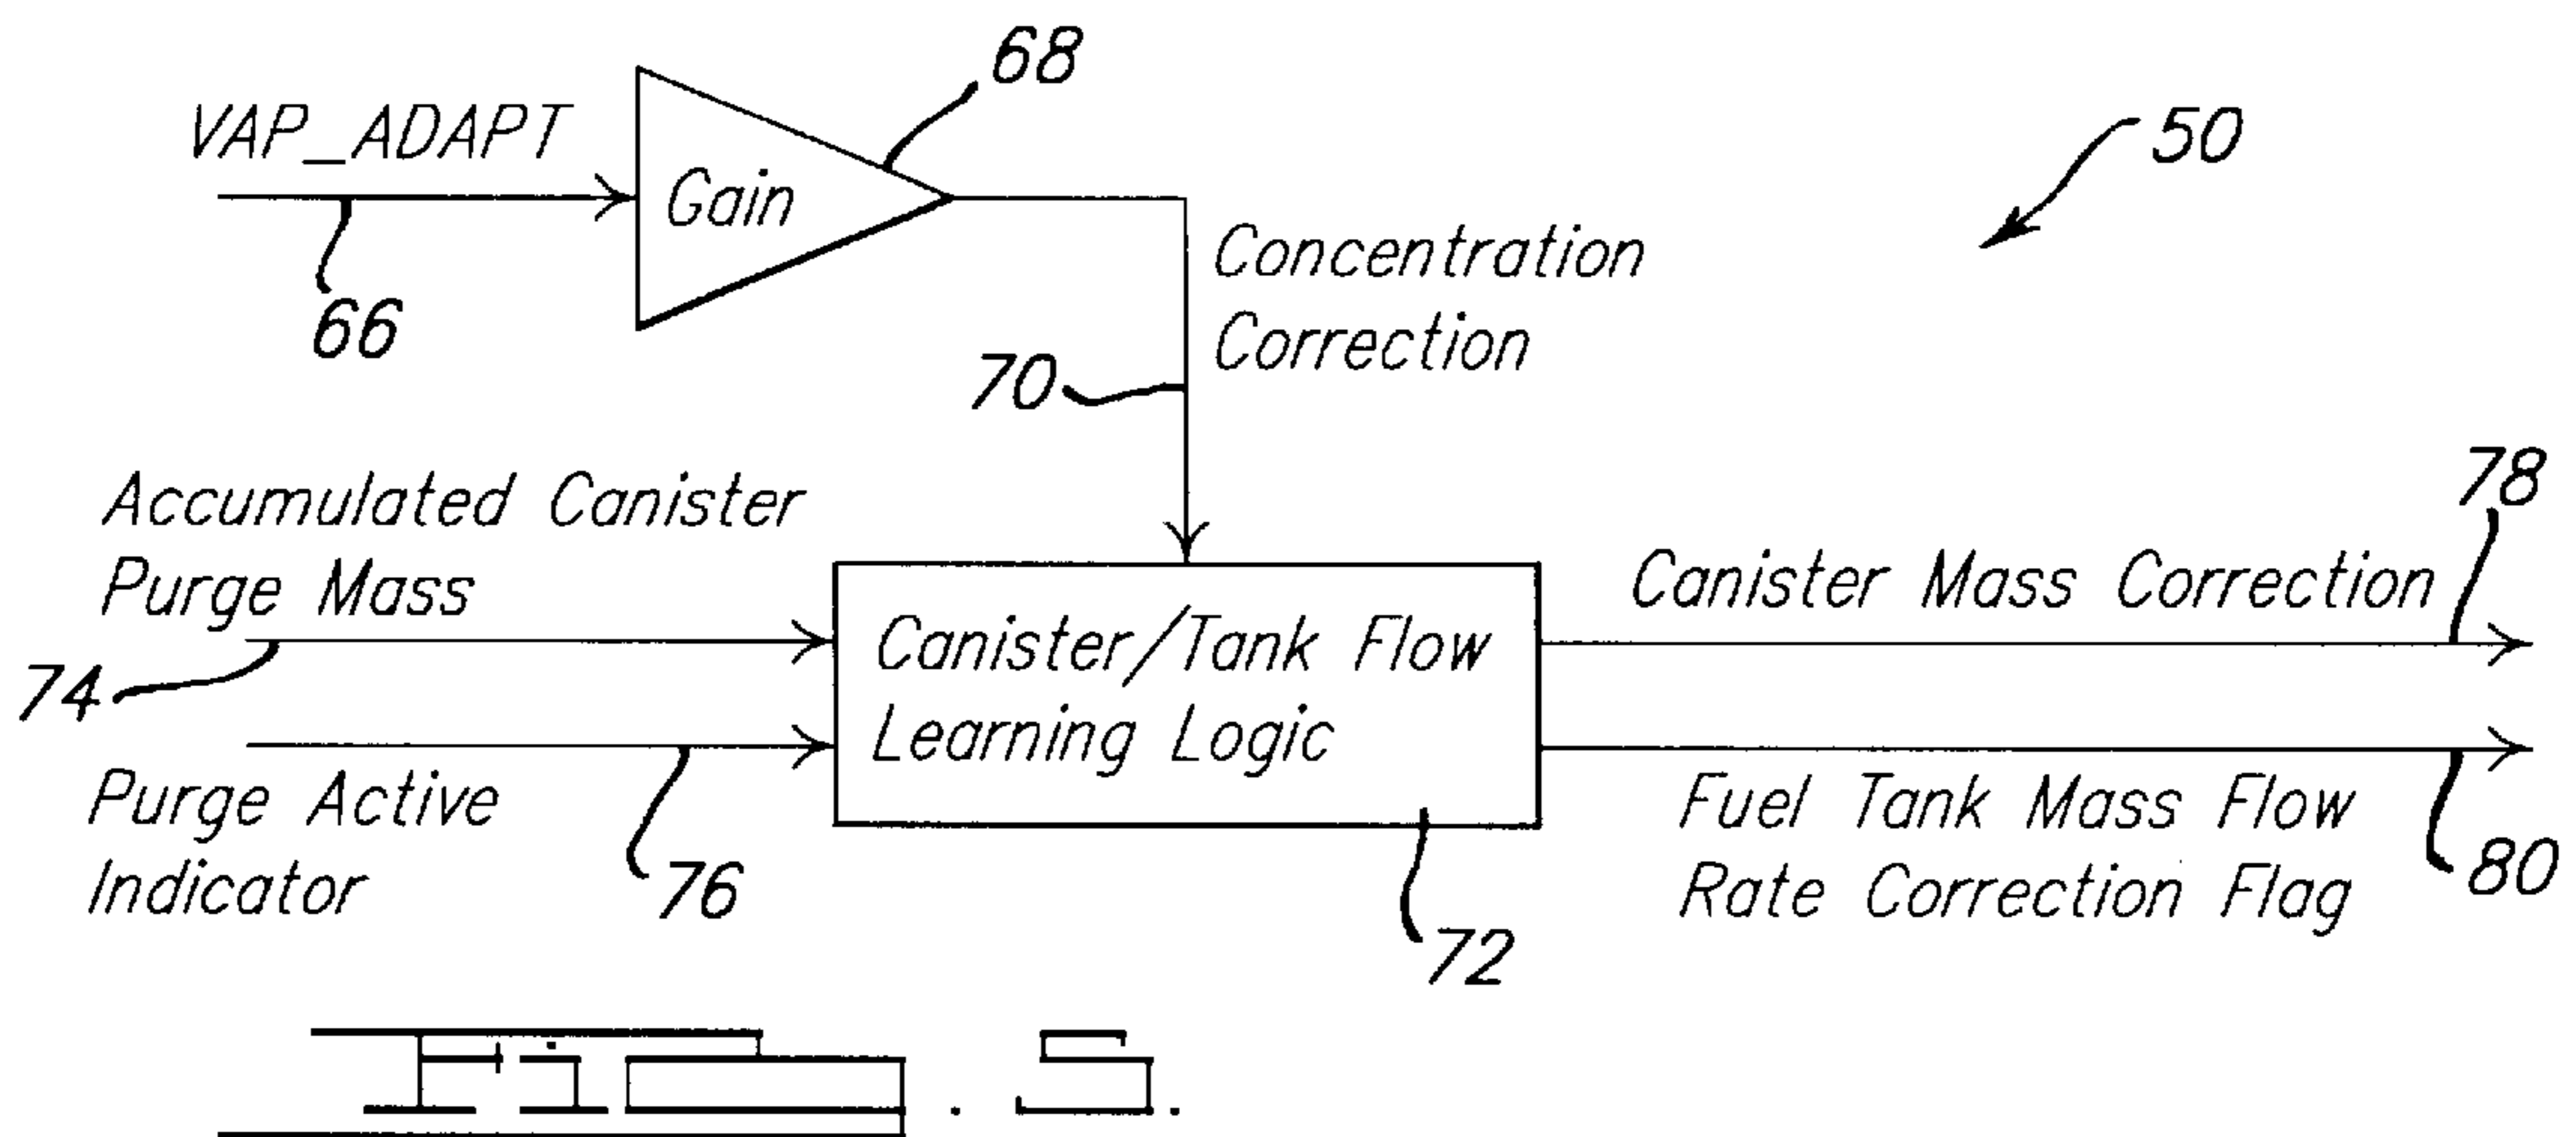 68
VAP_ADAPT
50
Gain
66
Concentration
Correction
70
Accumulated Canister
Purge Mass
78
Canister Mass Correction
74
Canister/Tank Flow
Learning Logic
Purge Active
Indicator
76
Fuel Tank Mass Flow
Rate Correction Flag
80
72
FIG. 5.